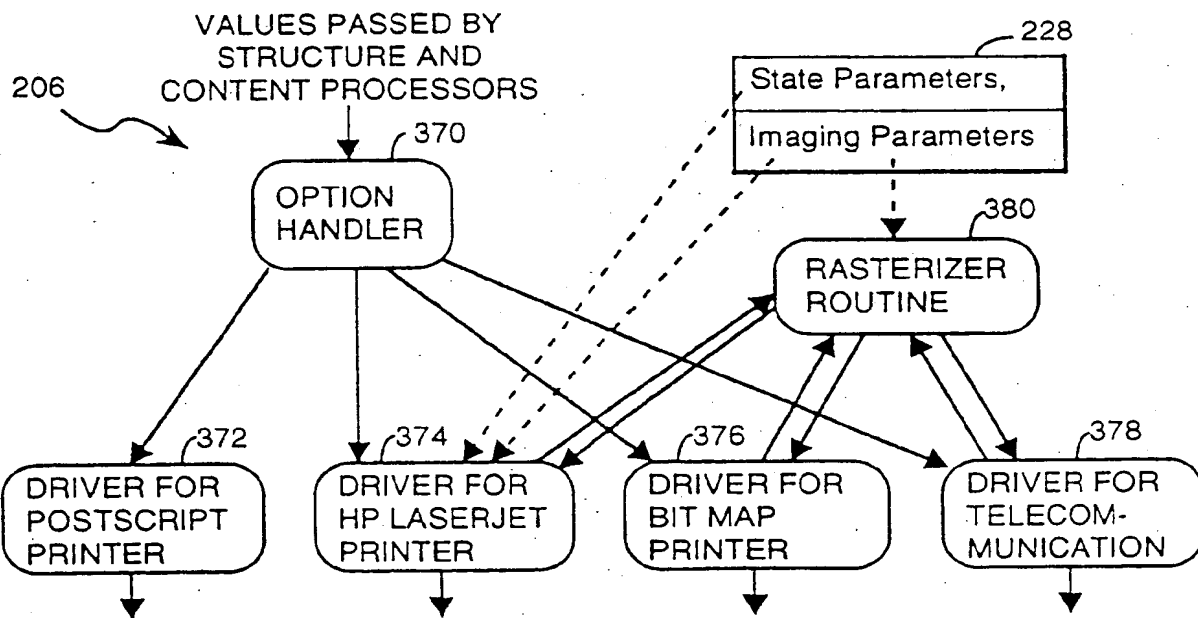 VALUES PASSED BY
STRUCTURE AND
CONTENT PROCESSORS
206
228
State Parameters,
Imaging Parameters
370
OPTION
HANDLER
380
RASTERIZER
ROUTINE
372
DRIVER FOR
POSTSCRIPT
PRINTER
374
DRIVER FOR
HP LASERJET
PRINTER
376
DRIVER FOR
BIT MAP
PRINTER
378
DRIVER FOR
TELECOM-
MUNICATION